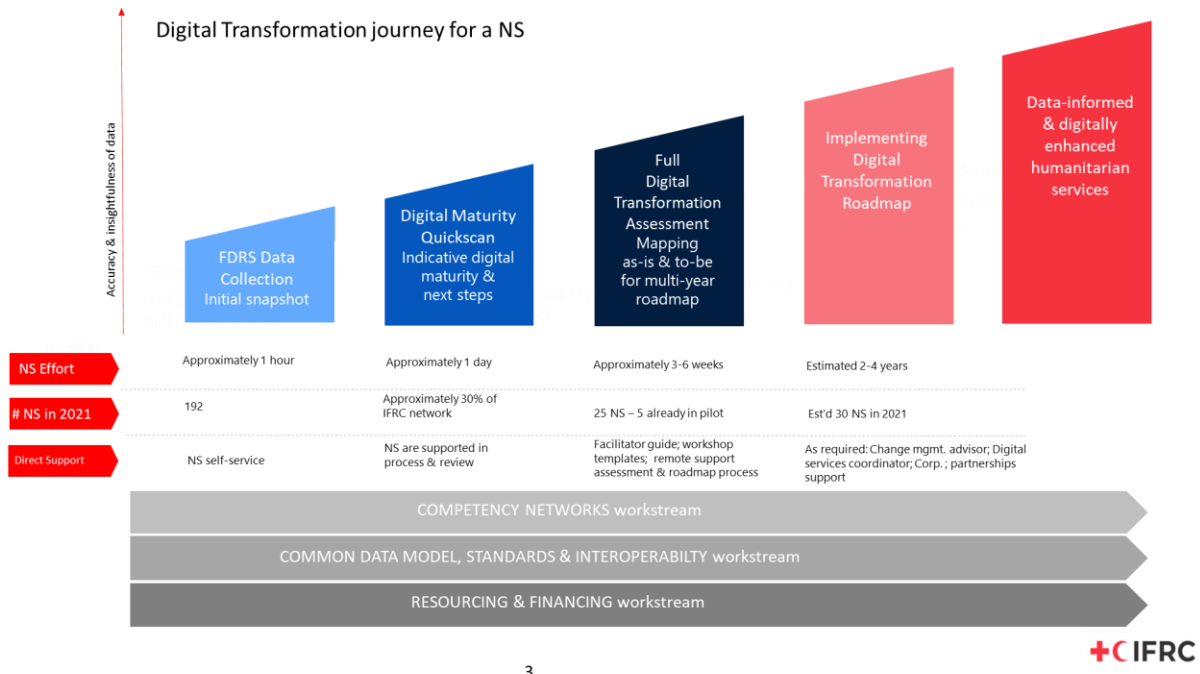 Digital Transformation journey for a NS
Accuracy & insightfulness of data
FDRS Data
Collection
Initial snapshot
Digital Maturity
Quickscan
Indicative digital
maturity &
next steps
Full
Digital
Transformation
Assessment
Mapping
as-is & to-be
for multi-year
roadmap
Implementing
Digital
Transformation
Roadmap
Data-informed
& digitally
enhanced
humanitarian
services
NS Effort
Approximately 1 hour
Approximately 1 day
Approximately 3-6 weeks
Estimated 2-4 years
# NS in 2021
192
Approximately 30% of
IFRC network
25 NS – 5 already in pilot
Est'd 30 NS in 2021
Direct Support
NS self-service
NS are supported in
process & review
Facilitator guide; workshop
templates; remote support
assessment & roadmap process
As required: Change mgmt. advisor; Digital
services coordinator; Corp. ; partnerships
support
COMPETENCY NETWORKS workstream
COMMON DATA MODEL, STANDARDS & INTEROPERABILTY workstream
RESOURCING & FINANCING workstream
3
IFRC